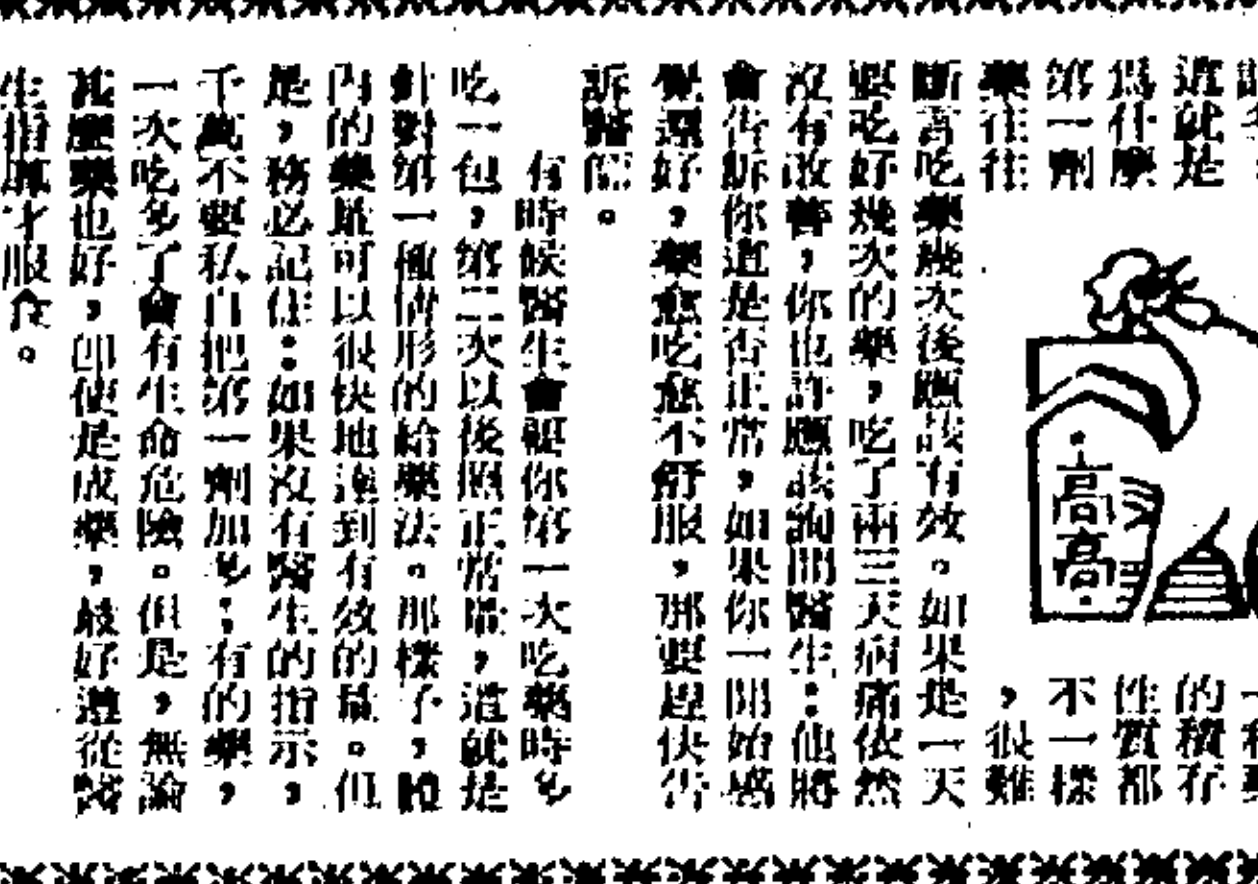 這就是
爲什麼
第一劑
藥往往
一種
的積存
性質都
不一樣
，很難
斷言吃藥幾次後應該有效。如果是一天
要吃好幾次的藥，吃了兩三天病痛依然
沒有改善，你也許應該詢問醫生：他將
會告訴你這是否正常，如果你一開始感
覺還好，藥愈吃愈不舒服，那要趕快告
訴醫師。
有時候醫生會要你第一次吃藥時多
吃一包，第二次以後照正常量，這就是
針對第一種情形的給藥法。那樣子，體
內的藥量可以很快地達到有效的量。但
是，務必記住：如果沒有醫生的指示，
千萬不要私自把第一劑加多；有的藥，
一次吃多了會有生命危險。但是，無論
甚麼藥也好，卽使是成藥，最好遵從醫
生指導才服食。
高高